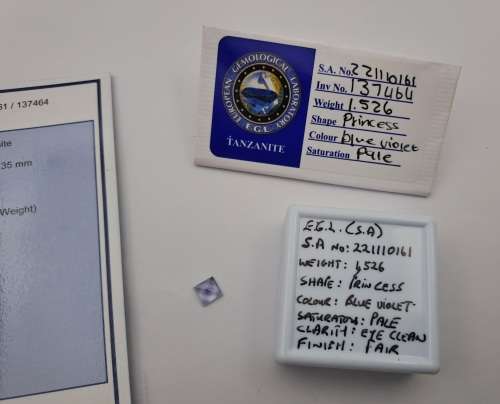 61 / 137464
site
35 mm
Weight)
EUROPEAN GEMOLOGICAL LABORATORY
E.G.L.
TANZANITE
S.A. No. 221110161
Inv No. 137464
Weight 1.526
Shape Princess
Colour blue violet
Saturation Pale
E.G.L. (S.A)
S.A No: 221110161
WEIGHT: 1,526
SHAPE: PRINCESS
COLOUR: BLUE VIOLET
SATURATION: PALE
CLARITY: EYE CLEAN
FINISH: FAIR